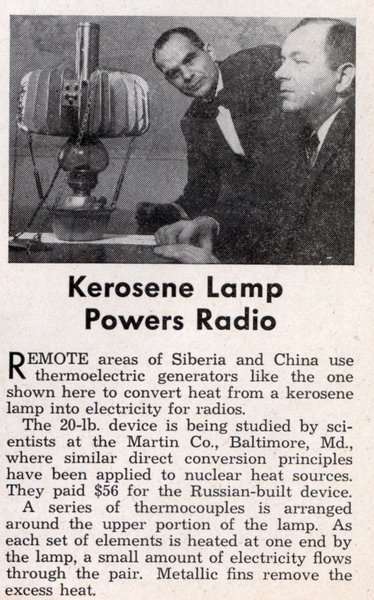 Kerosene Lamp
Powers Radio
REMOTE areas of Siberia and China use
thermoelectric generators like the one
shown here to convert heat from a kerosene
lamp into electricity for radios.
The 20-lb. device is being studied by sci-
entists at the Martin Co., Baltimore, Md.,
where similar direct conversion principles
have been applied to nuclear heat sources.
They paid $56 for the Russian-built device.
A series of thermocouples is arranged
around the upper portion of the lamp. As
each set of elements is heated at one end by
the lamp, a small amount of electricity flows
through the pair. Metallic fins remove the
excess heat.